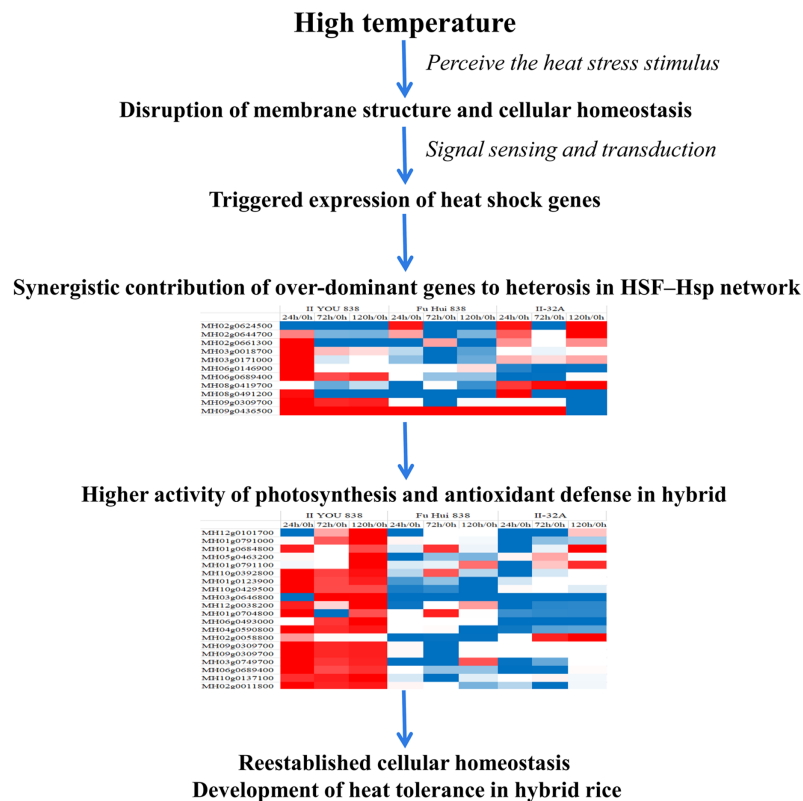 High temperature
Perceive the heat stress stimulus
Disruption of membrane structure and cellular homeostasis
Signal sensing and transduction
Triggered expression of heat shock genes
Synergistic contribution of over-dominant genes to heterosis in HSF–Hsp network
II YOU 838 Fu Hui 838 II-32A
24h/0h 72h/0h 120h/0h 24h/0h 72h/0h 120h/0h 24h/0h 72h/0h 120h/0h
MH02g0624500
MH02g0644700
MH02g0661300
MH03g0018700
MH03g0171000
MH06g0146900
MH06g0689400
MH08g0419700
MH08g0491200
MH09g0309700
MH09g0436500
Higher activity of photosynthesis and antioxidant defense in hybrid
II YOU 838 Fu Hui 838 II-32A
24h/0h 72h/0h 120h/0h 24h/0h 72h/0h 120h/0h 24h/0h 72h/0h 120h/0h
MH12g0101700
MH01g0791000
MH01g0684800
MH05g0463200
MH01g0791100
MH10g0392800
MH01g0123900
MH10g0429500
MH03g0646800
MH12g0038200
MH01g0704800
MH06g0493000
MH04g0590800
MH02g0058800
MH09g0309700
MH09g0309700
MH03g0749700
MH06g0689400
MH10g0137100
MH02g0011800
Reestablished cellular homeostasis
Development of heat tolerance in hybrid rice